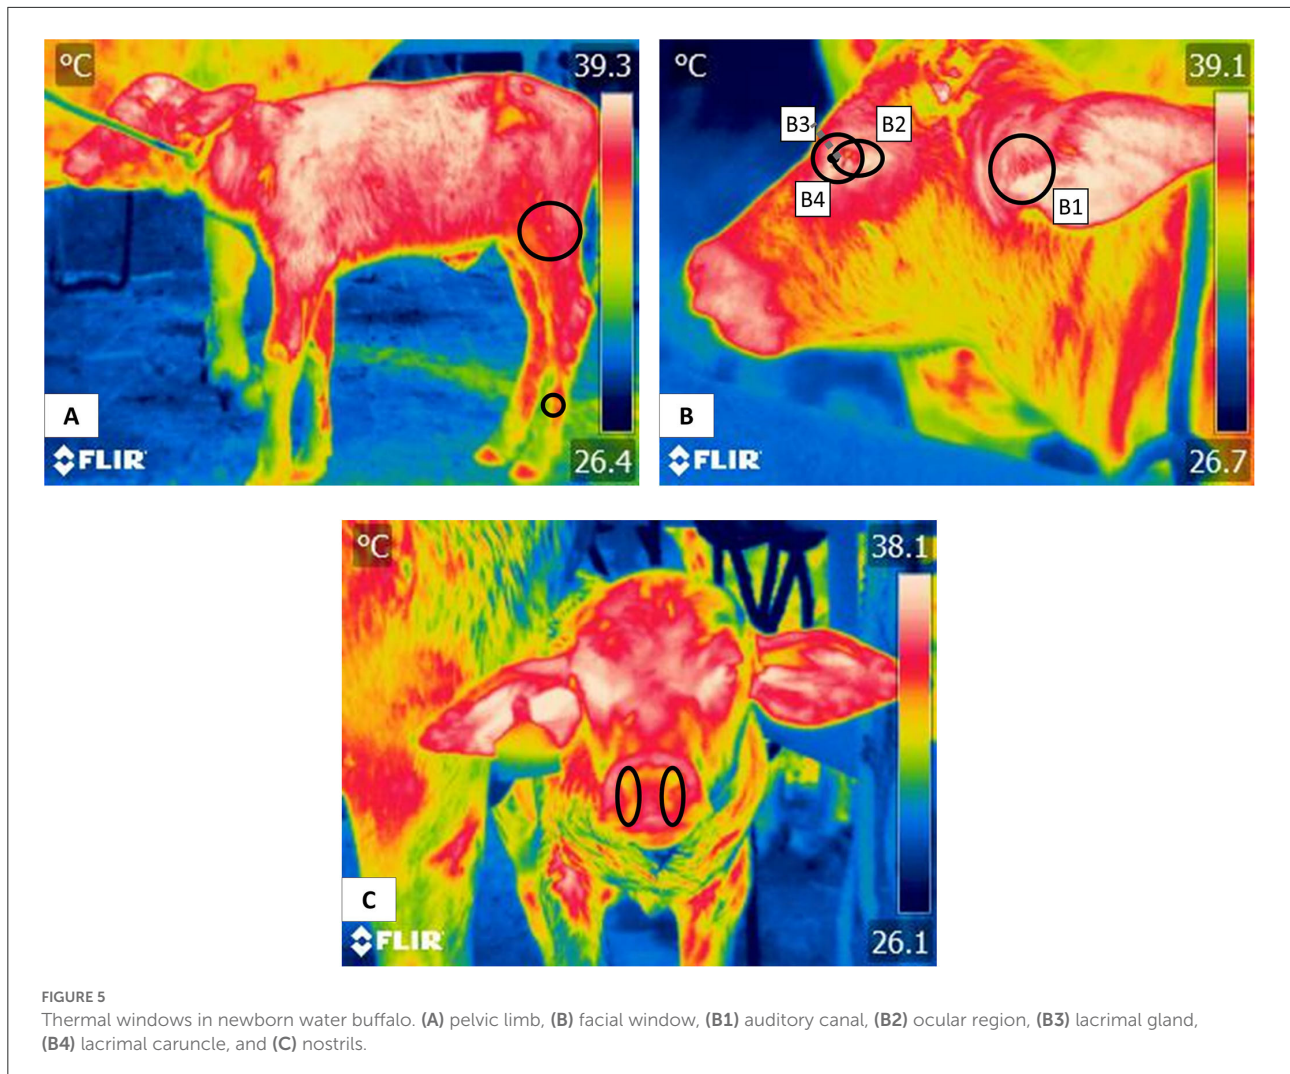 °C
39.3
A
FLIR
26.4
°C
39.1
B3
B2
B4
B1
B
FLIR
26.7
°C
38.1
C
FLIR
26.1
FIGURE 5
Thermal windows in newborn water buffalo. (A) pelvic limb, (B) facial window, (B1) auditory canal, (B2) ocular region, (B3) lacrimal gland,
(B4) lacrimal caruncle, and (C) nostrils.